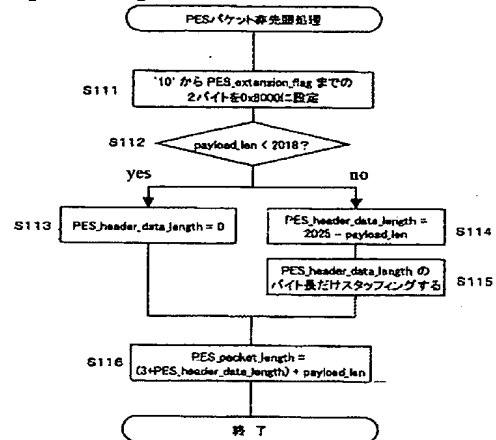 PESパケット非先頭処理
S111
'10' から PES_extension_flag までの
2バイトを0x8000に設定
S112
payload_len < 2018?
yes
no
S113
PES_header_data_length = 0
PES_header_data_length =
2025 - payload_len
S114
PES_header_data_length の
バイト長だけスタッフィングする
S115
S116
PES_packet_length =
(3+PES_header_data_length) + payload_len
終 了